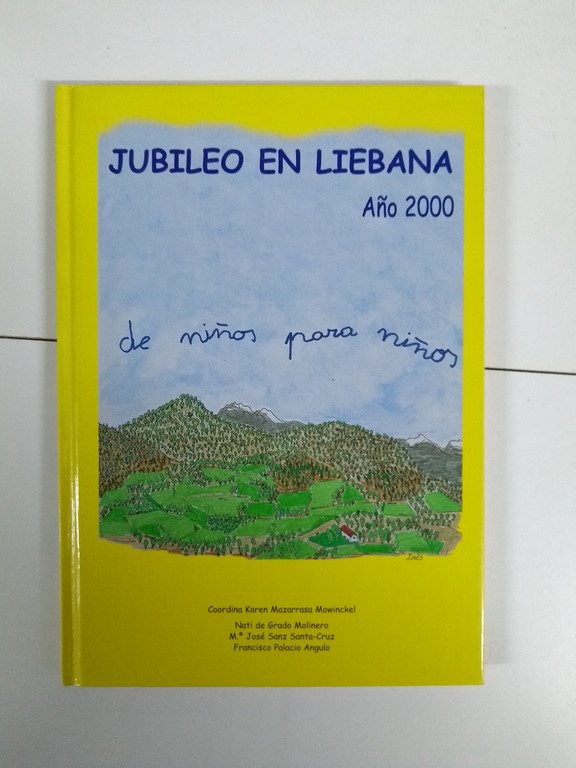 JUBILEO EN LIEBANA
Año 2000
de niños para niños
Inés
Coordina Karen Mazarrasa Mowinckel
Nati de Grado Molinero
M.ª José Sanz Santa-Cruz
Francisco Palacio Angulo